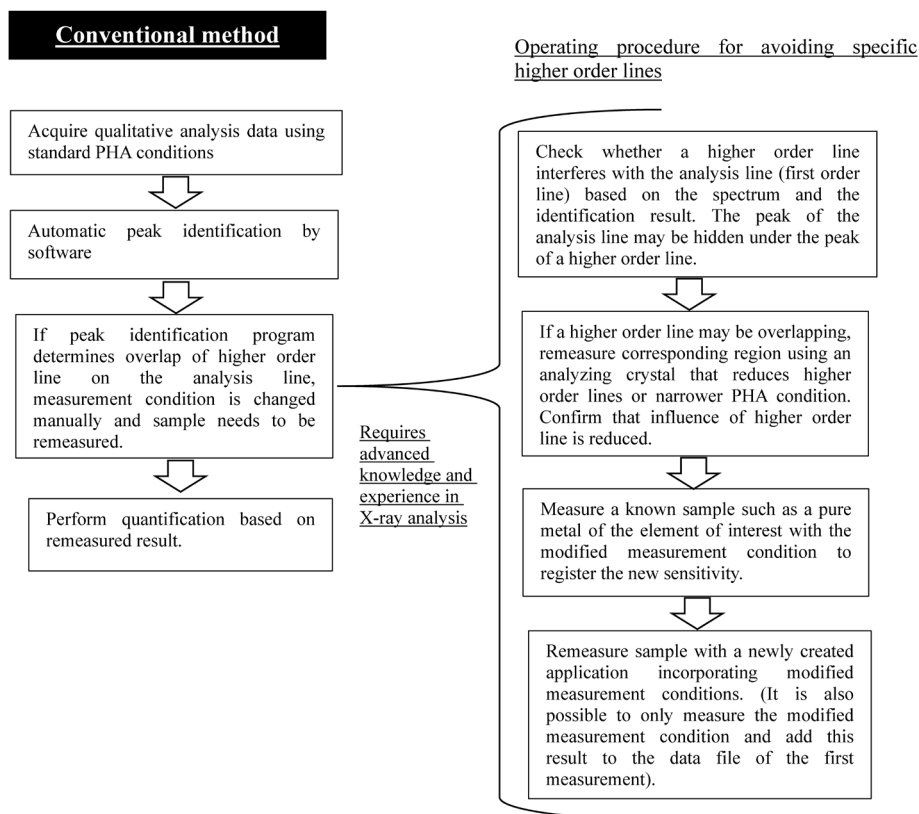 Conventional method
Acquire qualitative analysis data using
standard PHA conditions
Automatic peak identification by
software
If peak identification program
determines overlap of higher order
line on the analysis line,
measurement condition is changed
manually and sample needs to be
remeasured.
Perform quantification based on
remeasured result.
Requires
advanced
knowledge and
experience in
X-ray analysis
Operating procedure for avoiding specific
higher order lines
Check whether a higher order line
interferes with the analysis line (first order
line) based on the spectrum and the
identification result. The peak of the
analysis line may be hidden under the peak
of a higher order line.
If a higher order line may be overlapping,
remeasure corresponding region using an
analyzing crystal that reduces higher
order lines or narrower PHA condition.
Confirm that influence of higher order
line is reduced.
Measure a known sample such as a pure
metal of the element of interest with the
modified measurement condition to
register the new sensitivity.
Remeasure sample with a newly created
application incorporating modified
measurement conditions. (It is also
possible to only measure the modified
measurement condition and add this
result to the data file of the first
measurement).